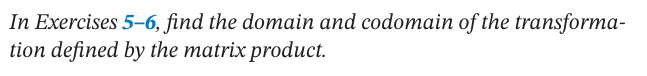 In Exercises 5–6, find the domain and codomain of the transforma-
tion defined by the matrix product.